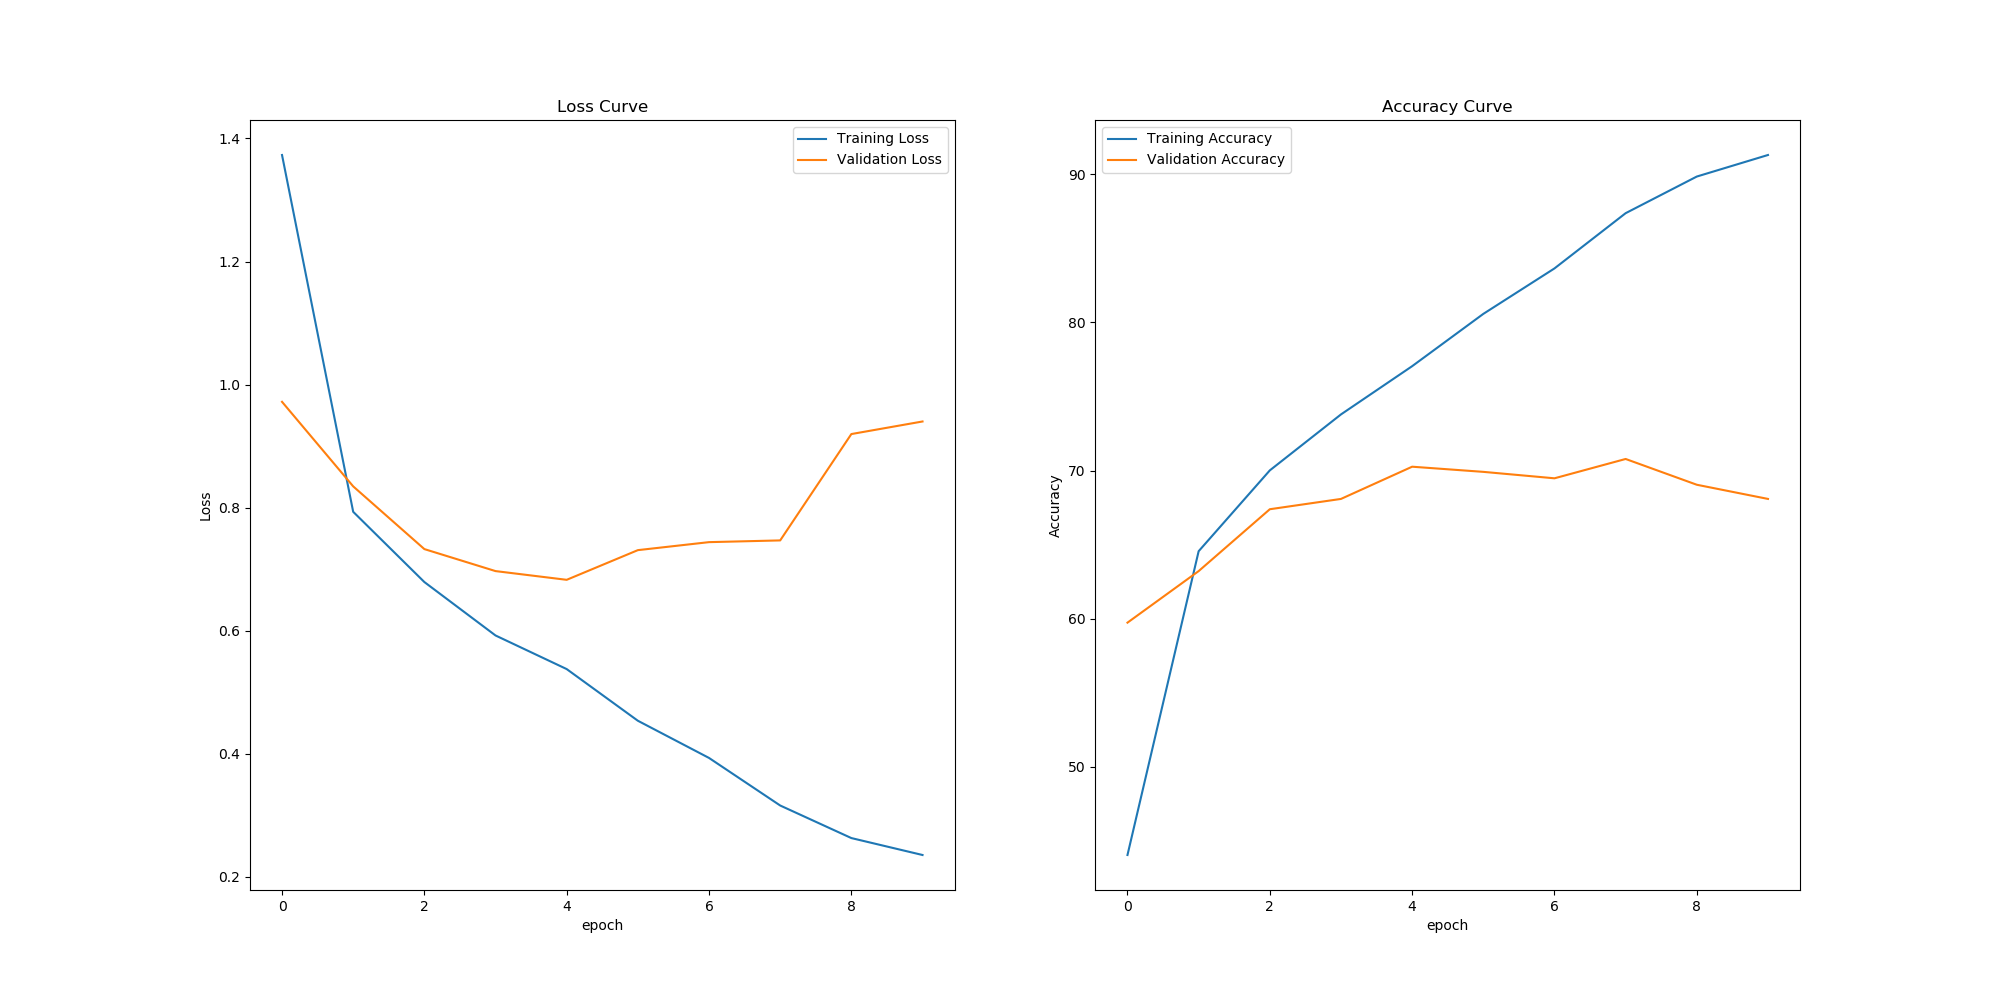 Loss Curve
Training Loss
Validation Loss
1.4
1.2
1.0
0.8
0.6
0.4
0.2
Loss
0 2 4 6 8
epoch
Accuracy Curve
Training Accuracy
Validation Accuracy
90
80
70
60
50
Accuracy
0 2 4 6 8
epoch